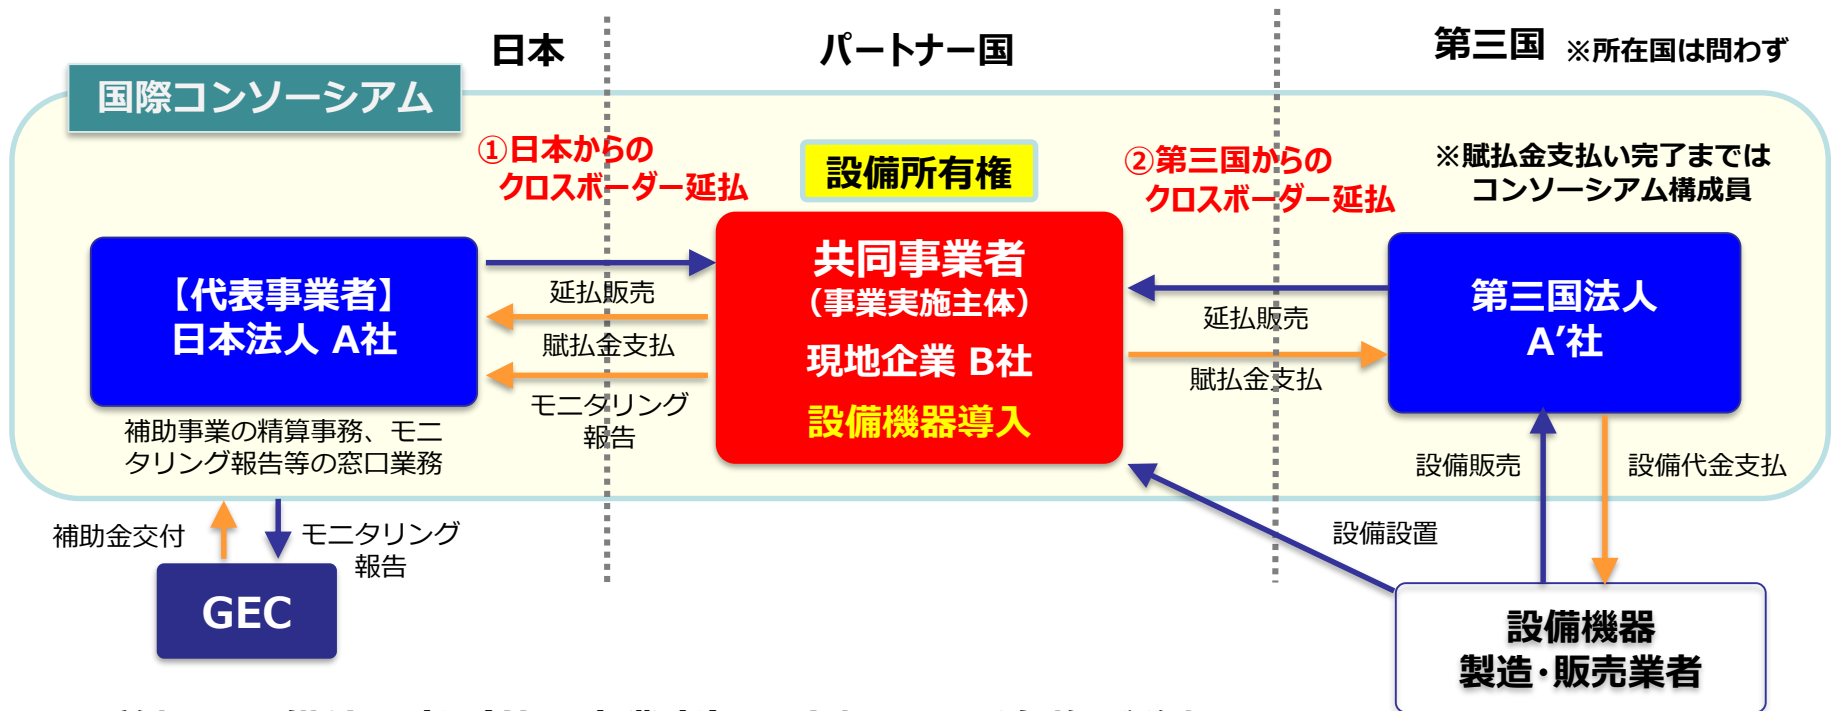 日本
パートナー国
第三国 ※所在国は問わず
国際コンソーシアム
①日本からの
クロスボーダー延払
設備所有権
②第三国からの
クロスボーダー延払
※賦払金支払い完了までは
コンソーシアム構成員
【代表事業者】
日本法人 A社
延払販売
賦払金支払
モニタリング
報告
共同事業者
（事業実施主体）
現地企業 B社
設備機器導入
延払販売
賦払金支払
第三国法人
A′社
補助事業の精算事務、モニ
タリング報告等の窓口業務
設備販売
設備代金支払
補助金交付
モニタリング
報告
設備設置
GEC
設備機器
製造･販売業者